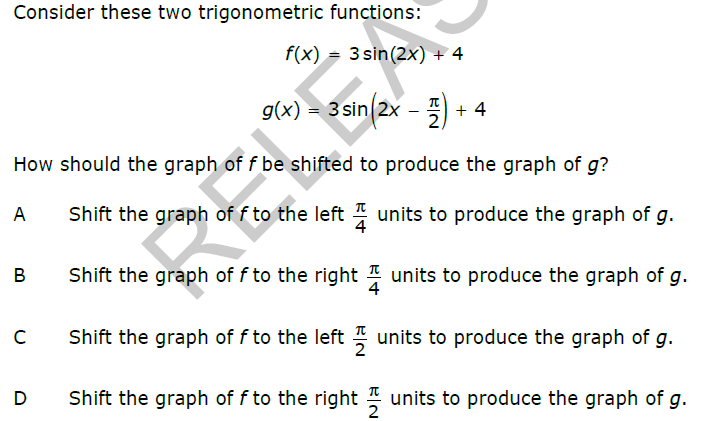 Consider these two trigonometric functions:
f(x) = 3 sin(2x) + 4
g(x) = 3 sin(2x − π/2) + 4
How should the graph of f be shifted to produce the graph of g?
A Shift the graph of f to the left π/4 units to produce the graph of g.
B Shift the graph of f to the right π/4 units to produce the graph of g.
C Shift the graph of f to the left π/2 units to produce the graph of g.
D Shift the graph of f to the right π/2 units to produce the graph of g.
RELEAS